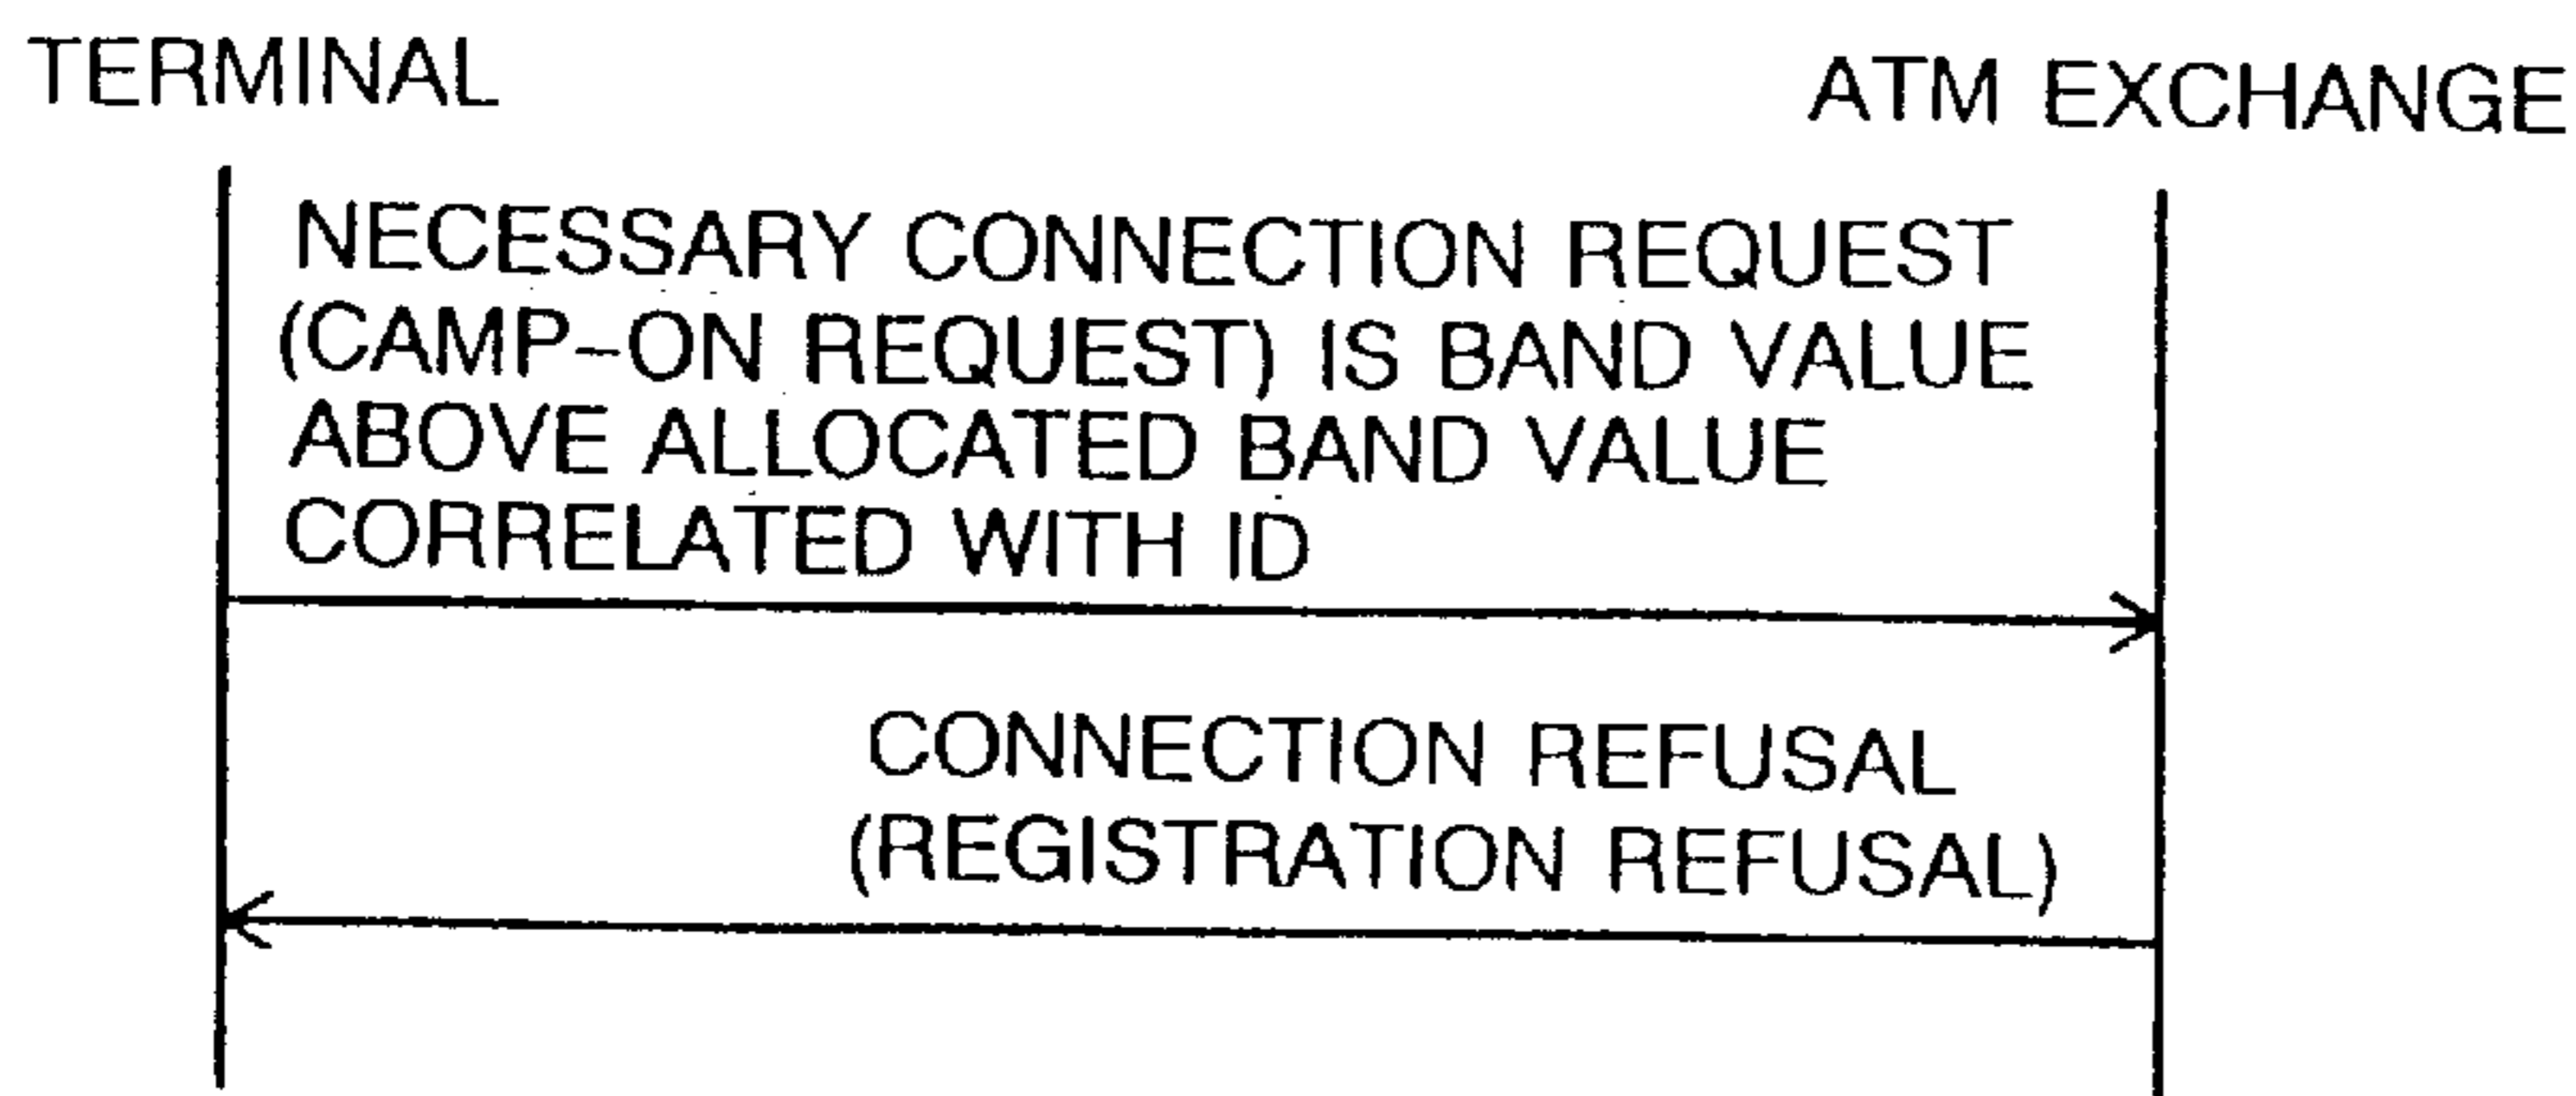 TERMINAL
ATM EXCHANGE
NECESSARY CONNECTION REQUEST
(CAMP-ON REQUEST) IS BAND VALUE
ABOVE ALLOCATED BAND VALUE
CORRELATED WITH ID
CONNECTION REFUSAL
(REGISTRATION REFUSAL)